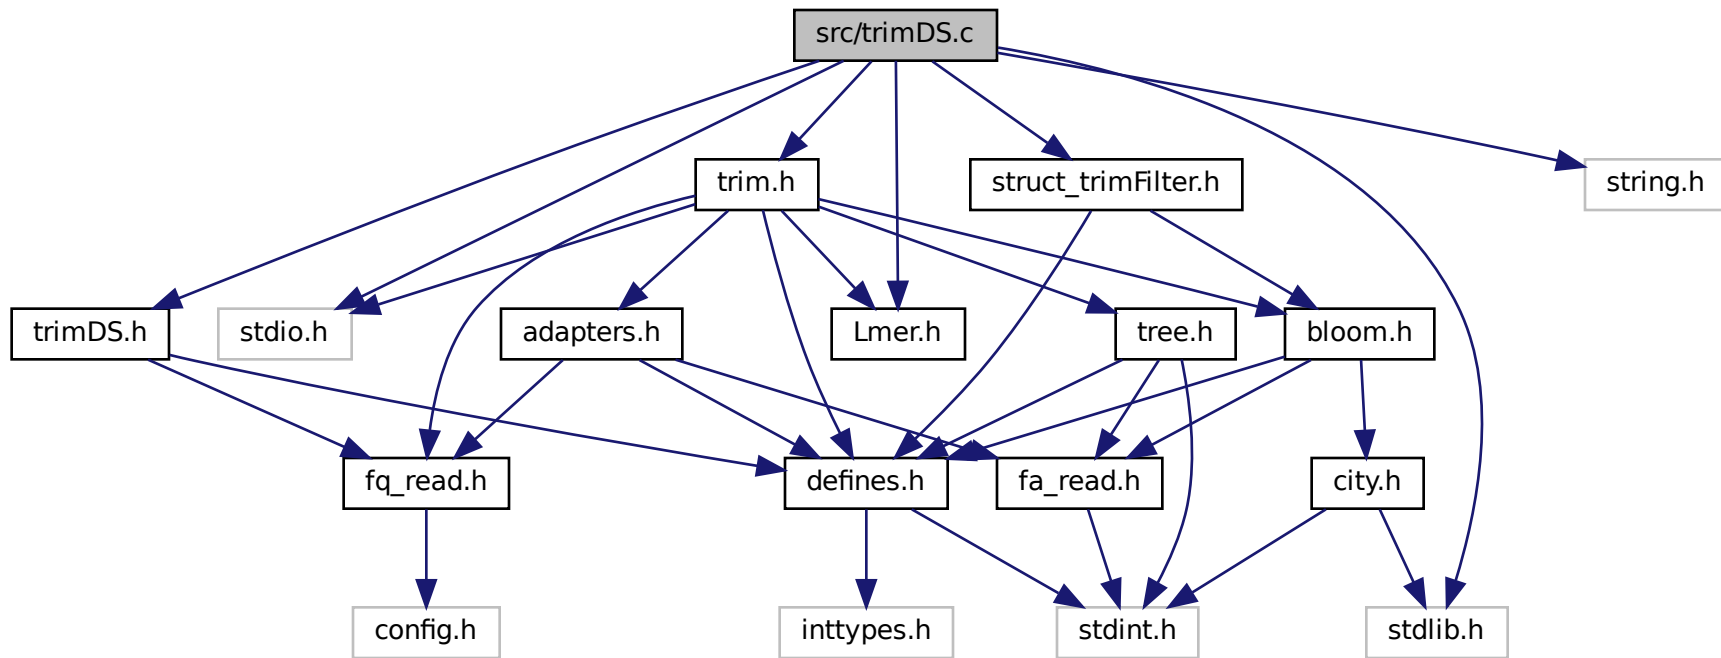 src/trimDS.c
trim.h
struct_trimFilter.h
string.h
trimDS.h
stdio.h
adapters.h
Lmer.h
tree.h
bloom.h
fq_read.h
defines.h
fa_read.h
city.h
config.h
inttypes.h
stdint.h
stdlib.h